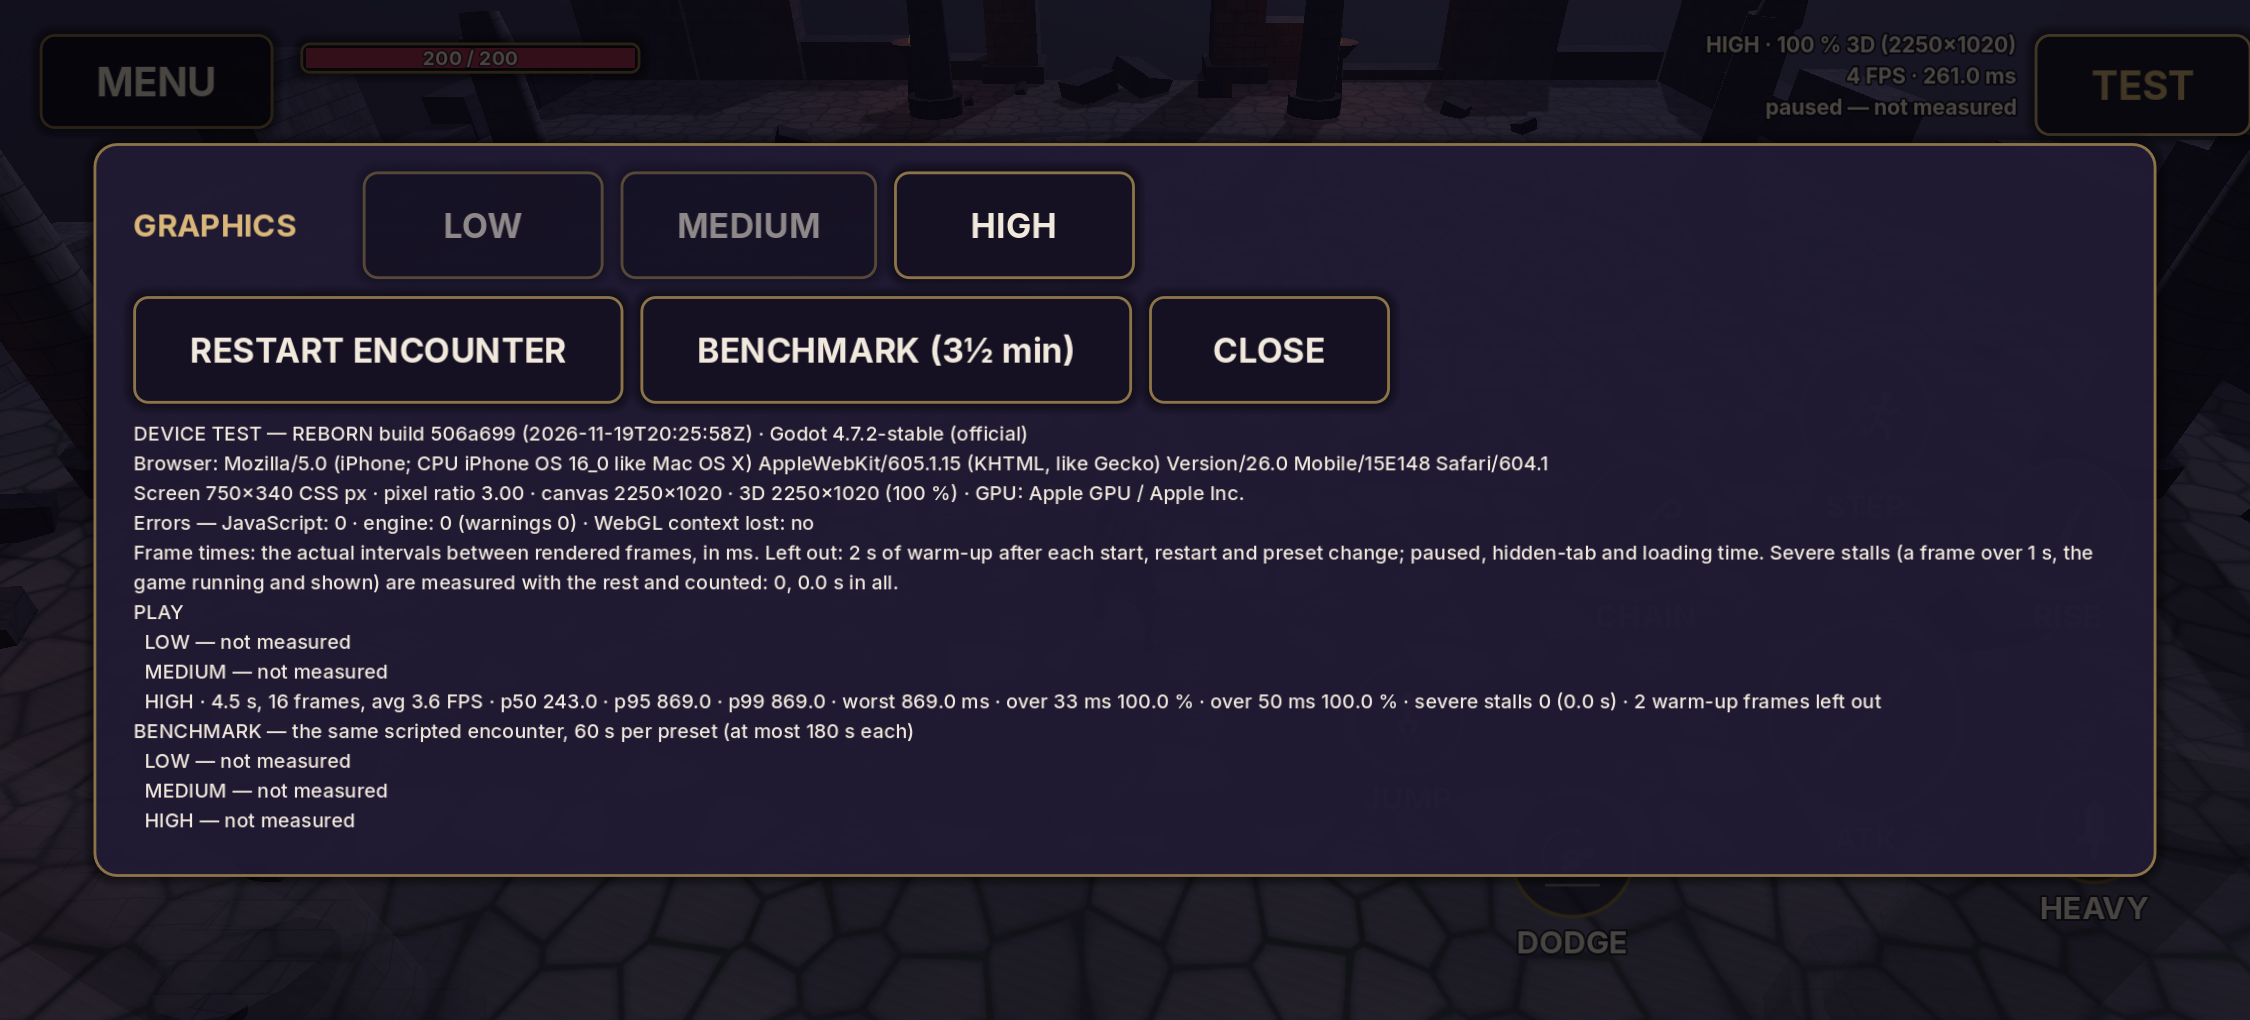 MENU
200 / 200
HIGH · 100 % 3D (2250×1020)
4 FPS · 261.0 ms
paused — not measured
TEST
GRAPHICS
LOW
MEDIUM
HIGH
RESTART ENCOUNTER
BENCHMARK (3½ min)
CLOSE
DEVICE TEST — REBORN build 506a699 (2026-11-19T20:25:58Z) · Godot 4.7.2-stable (official)
Browser: Mozilla/5.0 (iPhone; CPU iPhone OS 16_0 like Mac OS X) AppleWebKit/605.1.15 (KHTML, like Gecko) Version/26.0 Mobile/15E148 Safari/604.1
Screen 750×340 CSS px · pixel ratio 3.00 · canvas 2250×1020 · 3D 2250×1020 (100 %) · GPU: Apple GPU / Apple Inc.
Errors — JavaScript: 0 · engine: 0 (warnings 0) · WebGL context lost: no
Frame times: the actual intervals between rendered frames, in ms. Left out: 2 s of warm-up after each start, restart and preset change; paused, hidden-tab and loading time. Severe stalls (a frame over 1 s, the
game running and shown) are measured with the rest and counted: 0, 0.0 s in all.
PLAY
LOW — not measured
MEDIUM — not measured
HIGH · 4.5 s, 16 frames, avg 3.6 FPS · p50 243.0 · p95 869.0 · p99 869.0 · worst 869.0 ms · over 33 ms 100.0 % · over 50 ms 100.0 % · severe stalls 0 (0.0 s) · 2 warm-up frames left out
BENCHMARK — the same scripted encounter, 60 s per preset (at most 180 s each)
LOW — not measured
MEDIUM — not measured
HIGH — not measured
STEP
CHAIN
RISE
JUMP
ATK
HEAVY
DODGE